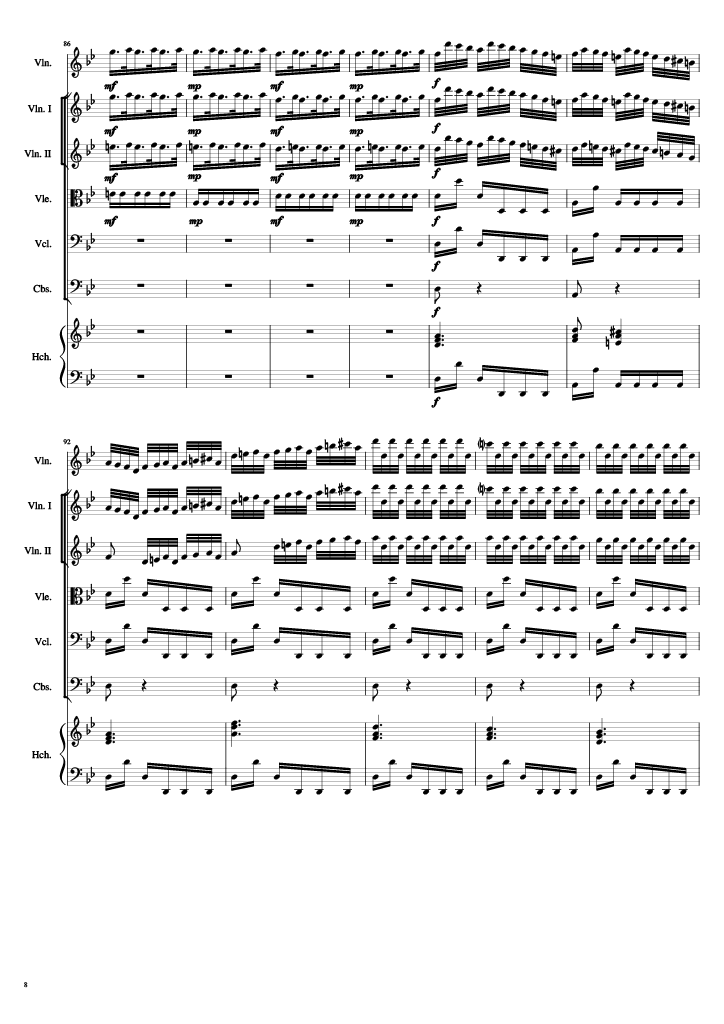 86
Vln.
mf mp mf mp f
Vln. I
mf mp mf mp f
Vln. II
mf mp mf mp f
Vle.
mf mp mf mp f
Vcl.
f
Cbs.
f
Hch.
f
92
Vln.
Vln. I
Vln. II
Vle.
Vcl.
Cbs.
Hch.
8